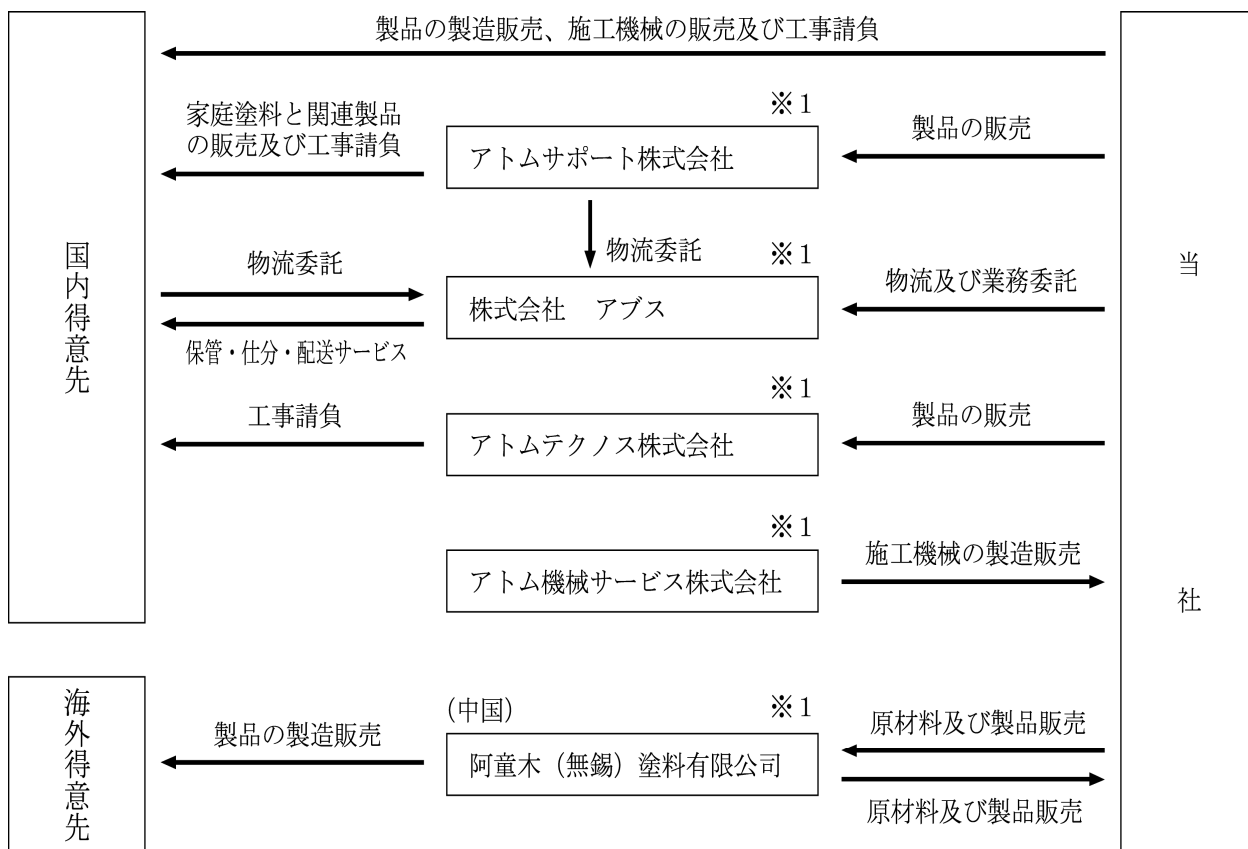 製品の製造販売、施工機械の販売及び工事請負
家庭塗料と関連製品
の販売及び工事請負
※1
アトムサポート株式会社
製品の販売
物流委託
物流委託
※1
株式会社　アブス
物流及び業務委託
保管・仕分・配送サービス
工事請負
※1
アトムテクノス株式会社
製品の販売
※1
アトム機械サービス株式会社
施工機械の製造販売
国内得意先
当社
海外得意先
製品の製造販売
(中国)
※1
阿童木（無錫）塗料有限公司
原材料及び製品販売
原材料及び製品販売